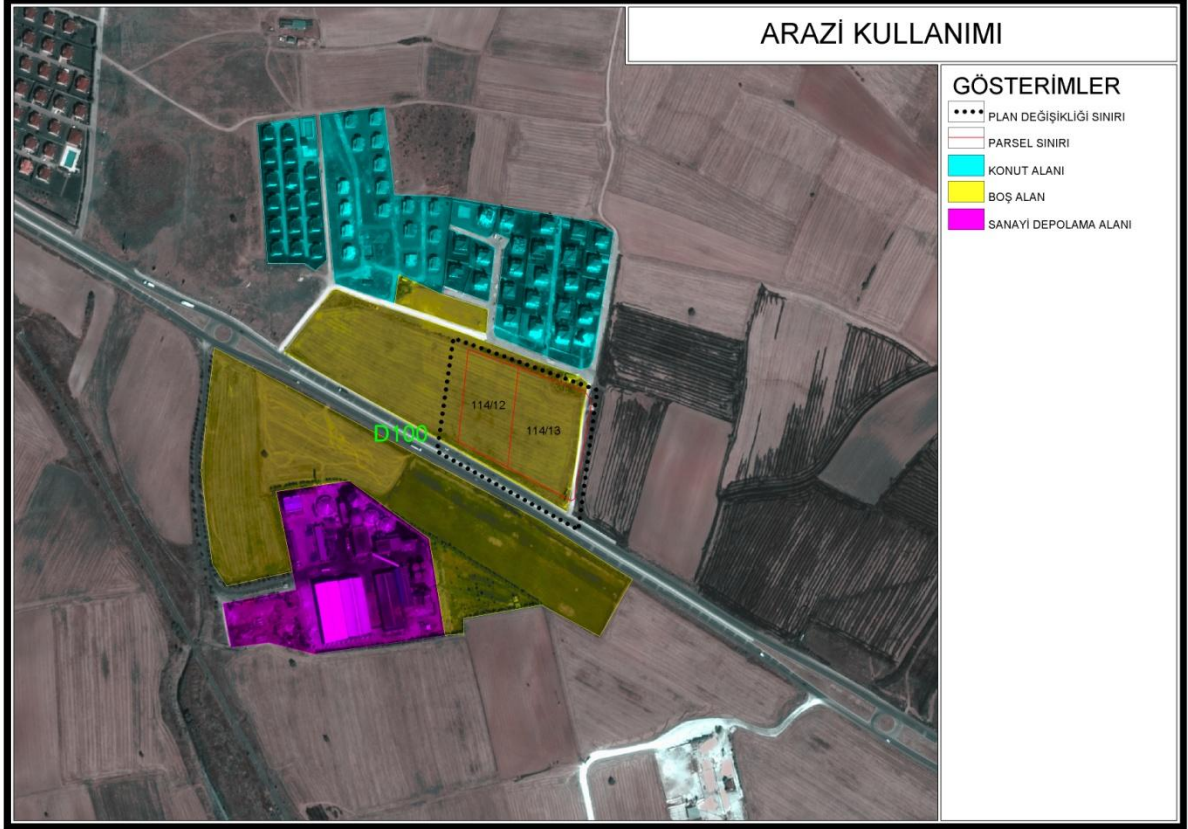 ARAZİ KULLANIMI
GÖSTERİMLER
PLAN DEĞİŞİKLİĞİ SINIRI
PARSEL SINIRI
KONUT ALANI
BOŞ ALAN
SANAYİ DEPOLAMA ALANI
114/12
114/13
D100